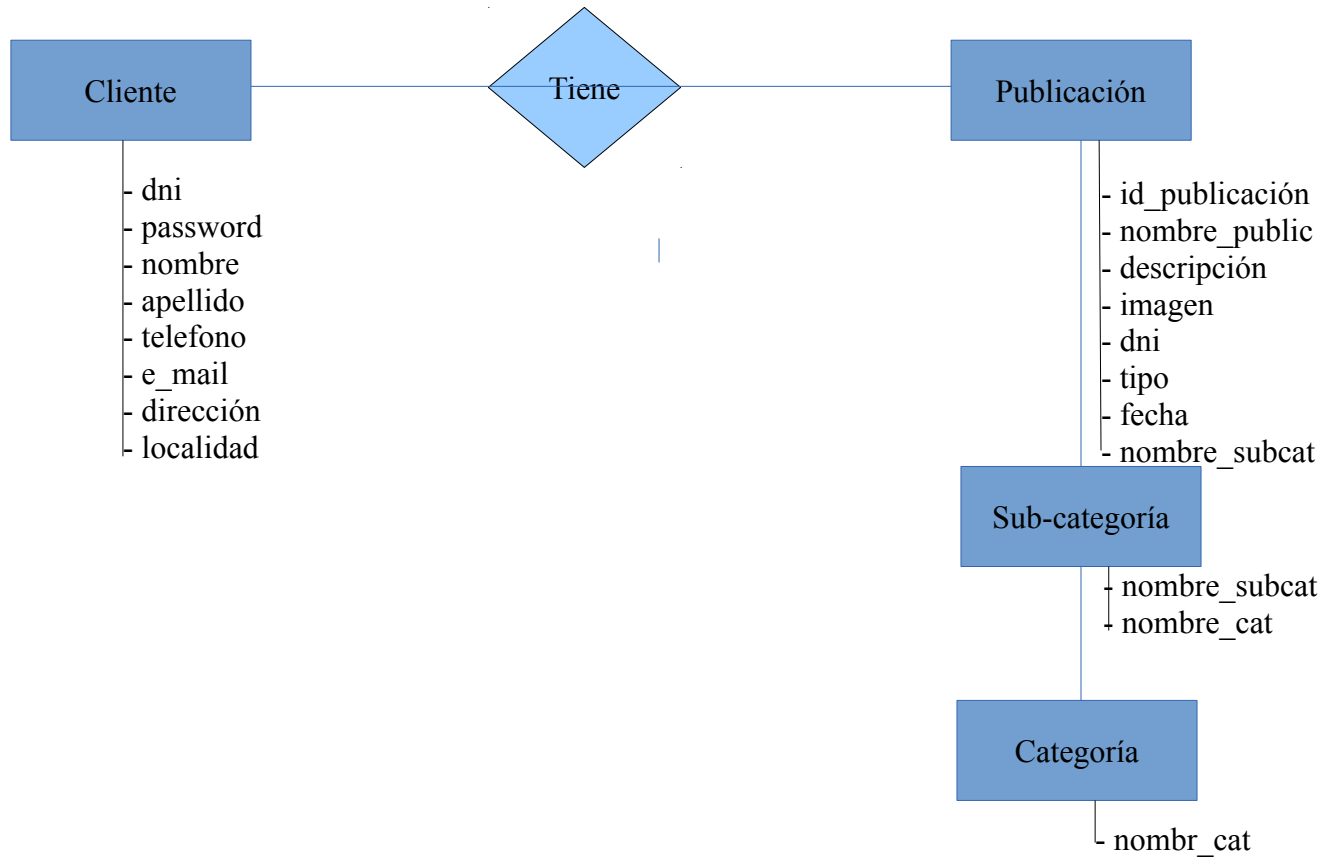 Cliente
Tiene
Publicación
- dni
- password
- nombre
- apellido
- telefono
- e_mail
- dirección
- localidad
- id_publicación
- nombre_public
- descripción
- imagen
- dni
- tipo
- fecha
- nombre_subcat
Sub-categoría
- nombre_subcat
- nombre_cat
Categoría
- nombr_cat